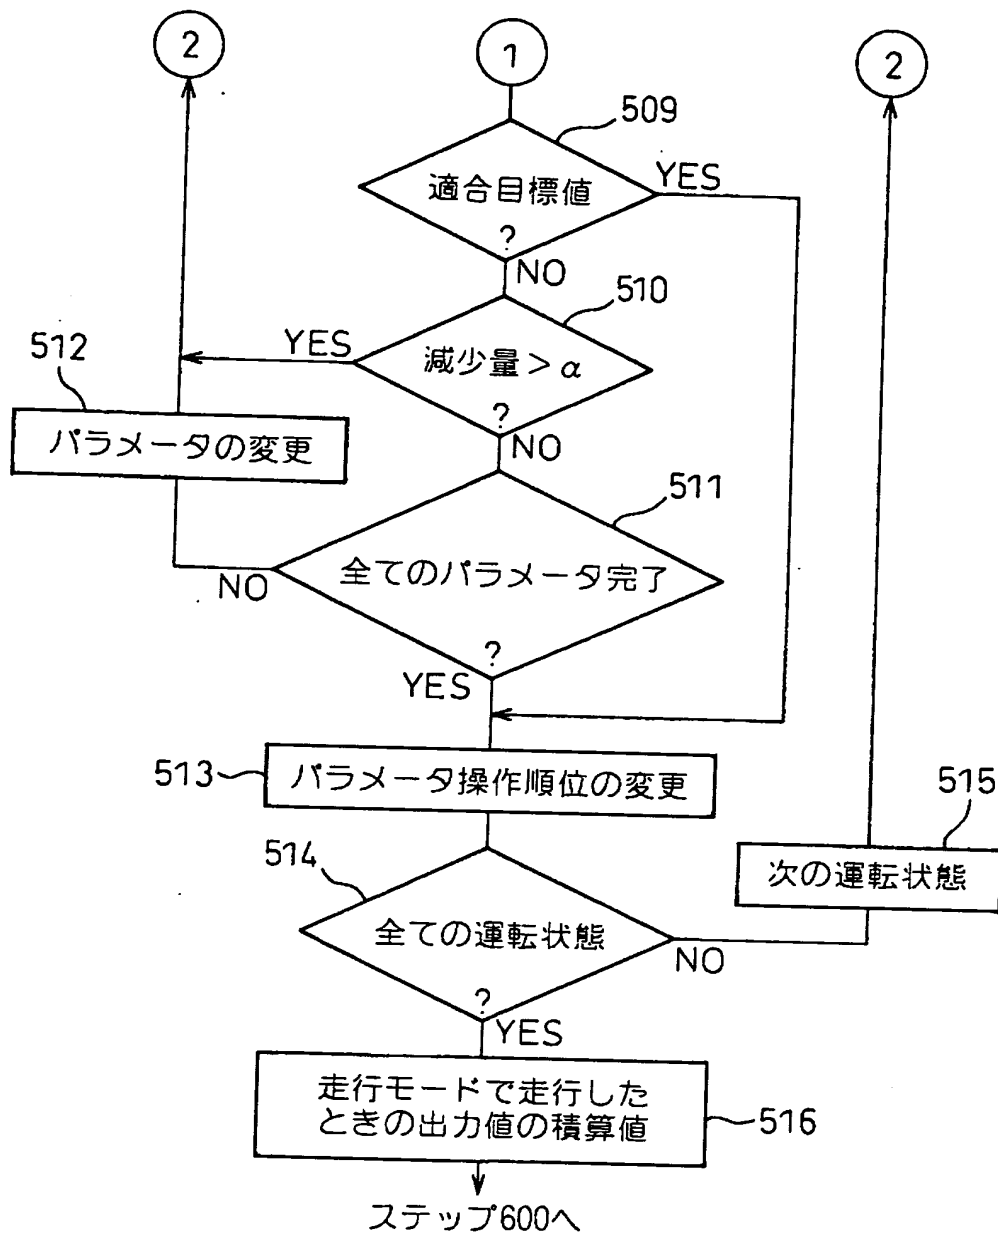 2
1
2
509
適合目標値
?
YES
NO
510
減少量>α
?
YES
NO
512
パラメータの変更
511
全てのパラメータ完了
?
NO
YES
513
パラメータ操作順位の変更
515
次の運転状態
514
全ての運転状態
?
NO
YES
走行モードで走行した
ときの出力値の積算値
516
ステップ600へ